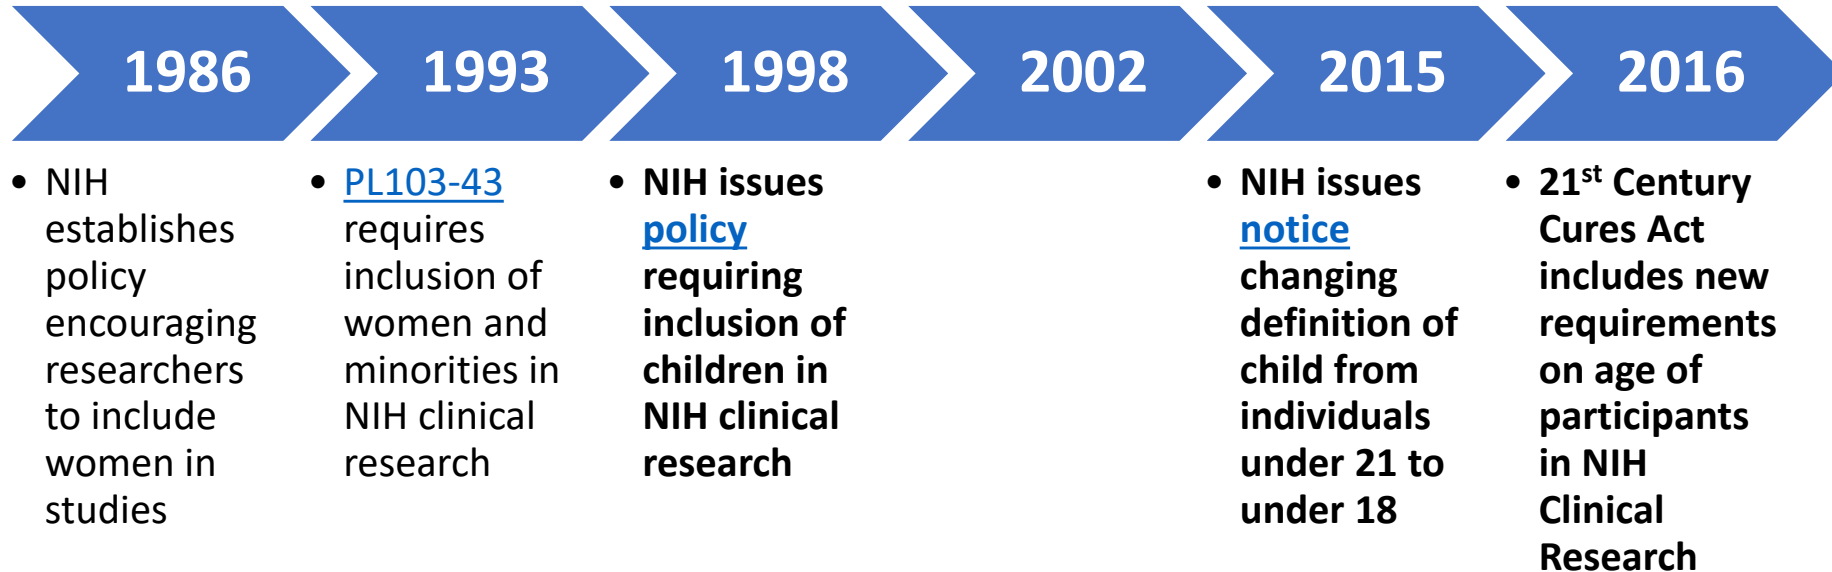 1986
1993
1998
2002
2015
2016
• NIH
establishes
policy
encouraging
researchers
to include
women in
studies
• PL103-43
requires
inclusion of
women and
minorities in
NIH clinical
research
• NIH issues
policy
requiring
inclusion of
children in
NIH clinical
research
• NIH issues
notice
changing
definition of
child from
individuals
under 21 to
under 18
• 21st Century
Cures Act
includes new
requirements
on age of
participants
in NIH
Clinical
Research